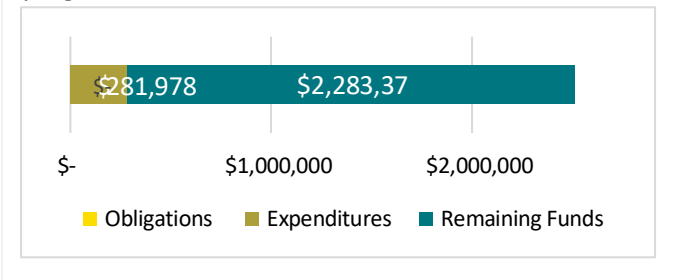 $- $281,978 $2,283,37
$- $1,000,000 $2,000,000
Obligations Expenditures Remaining Funds